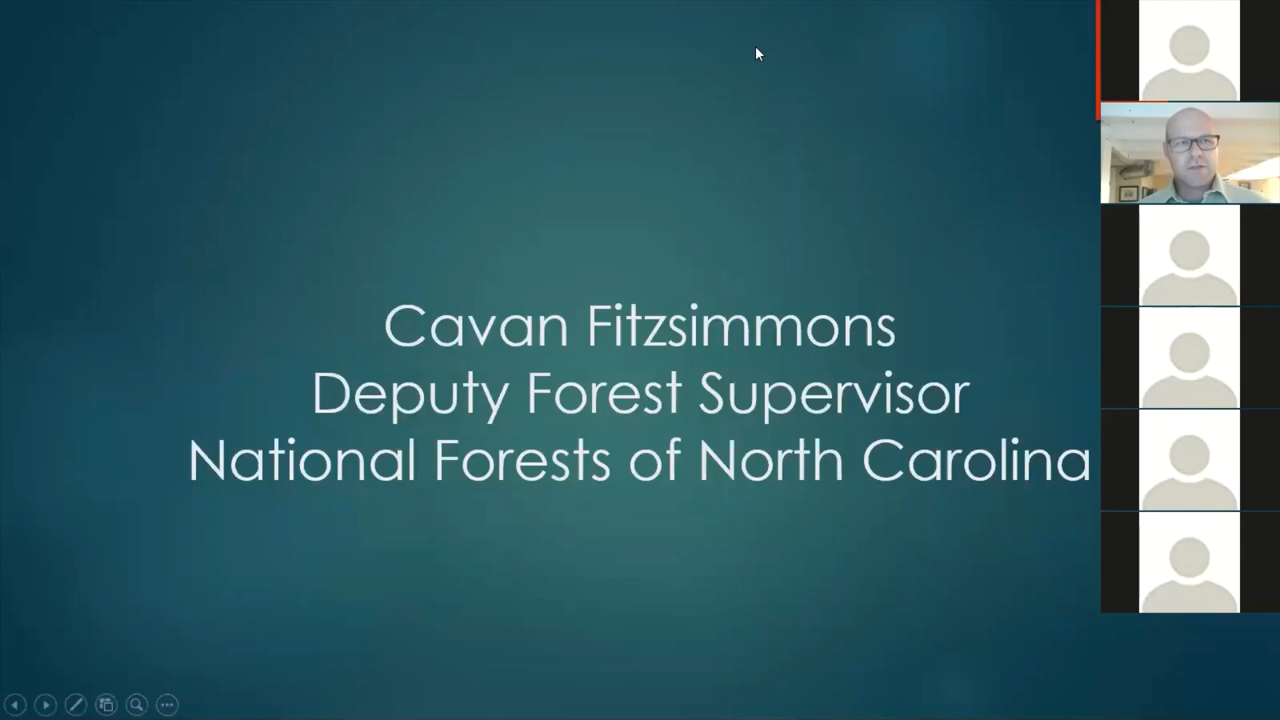 Cavan Fitzsimmons
Deputy Forest Supervisor
National Forests of North Carolina